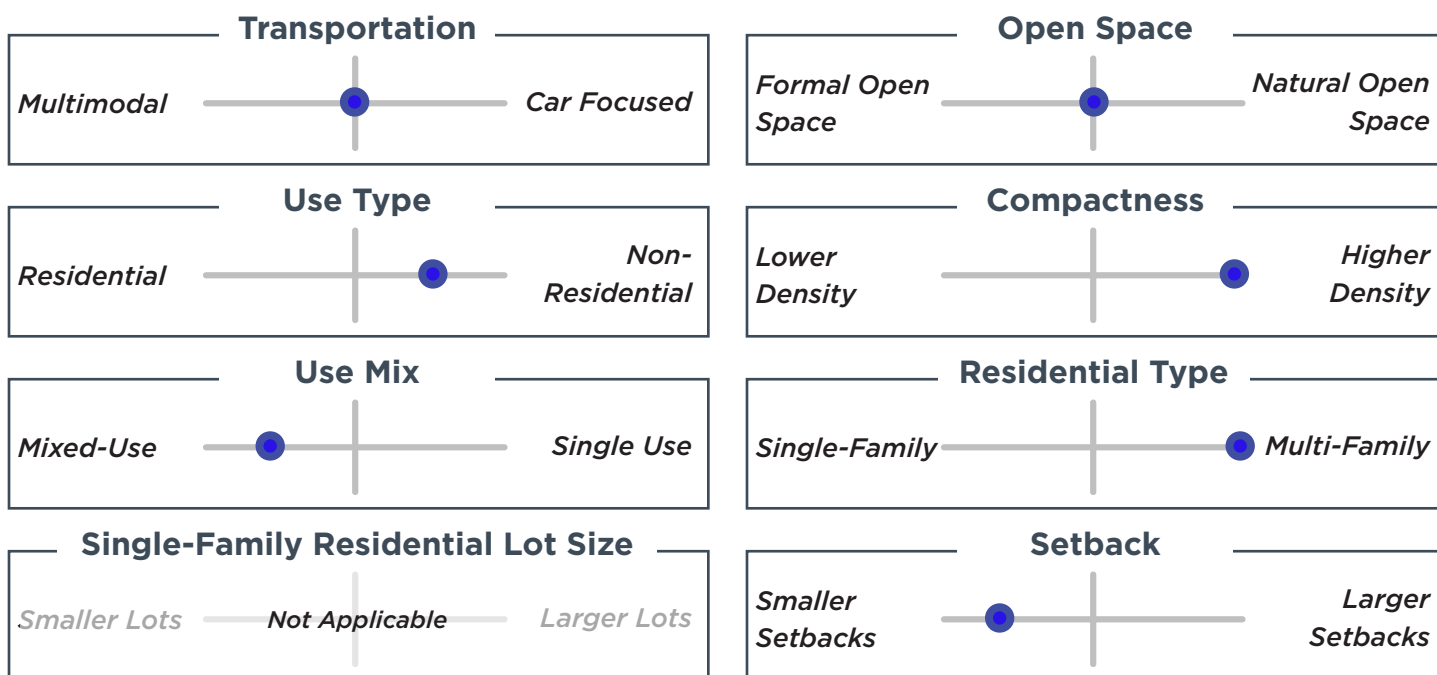 Transportation
Multimodal
Car Focused
Open Space
Formal Open
Space
Natural Open
Space
Use Type
Residential
Non-
Residential
Compactness
Lower
Density
Higher
Density
Use Mix
Mixed-Use
Single Use
Residential Type
Single-Family
Multi-Family
Single-Family Residential Lot Size
Smaller Lots
Not Applicable
Larger Lots
Setback
Smaller
Setbacks
Larger
Setbacks